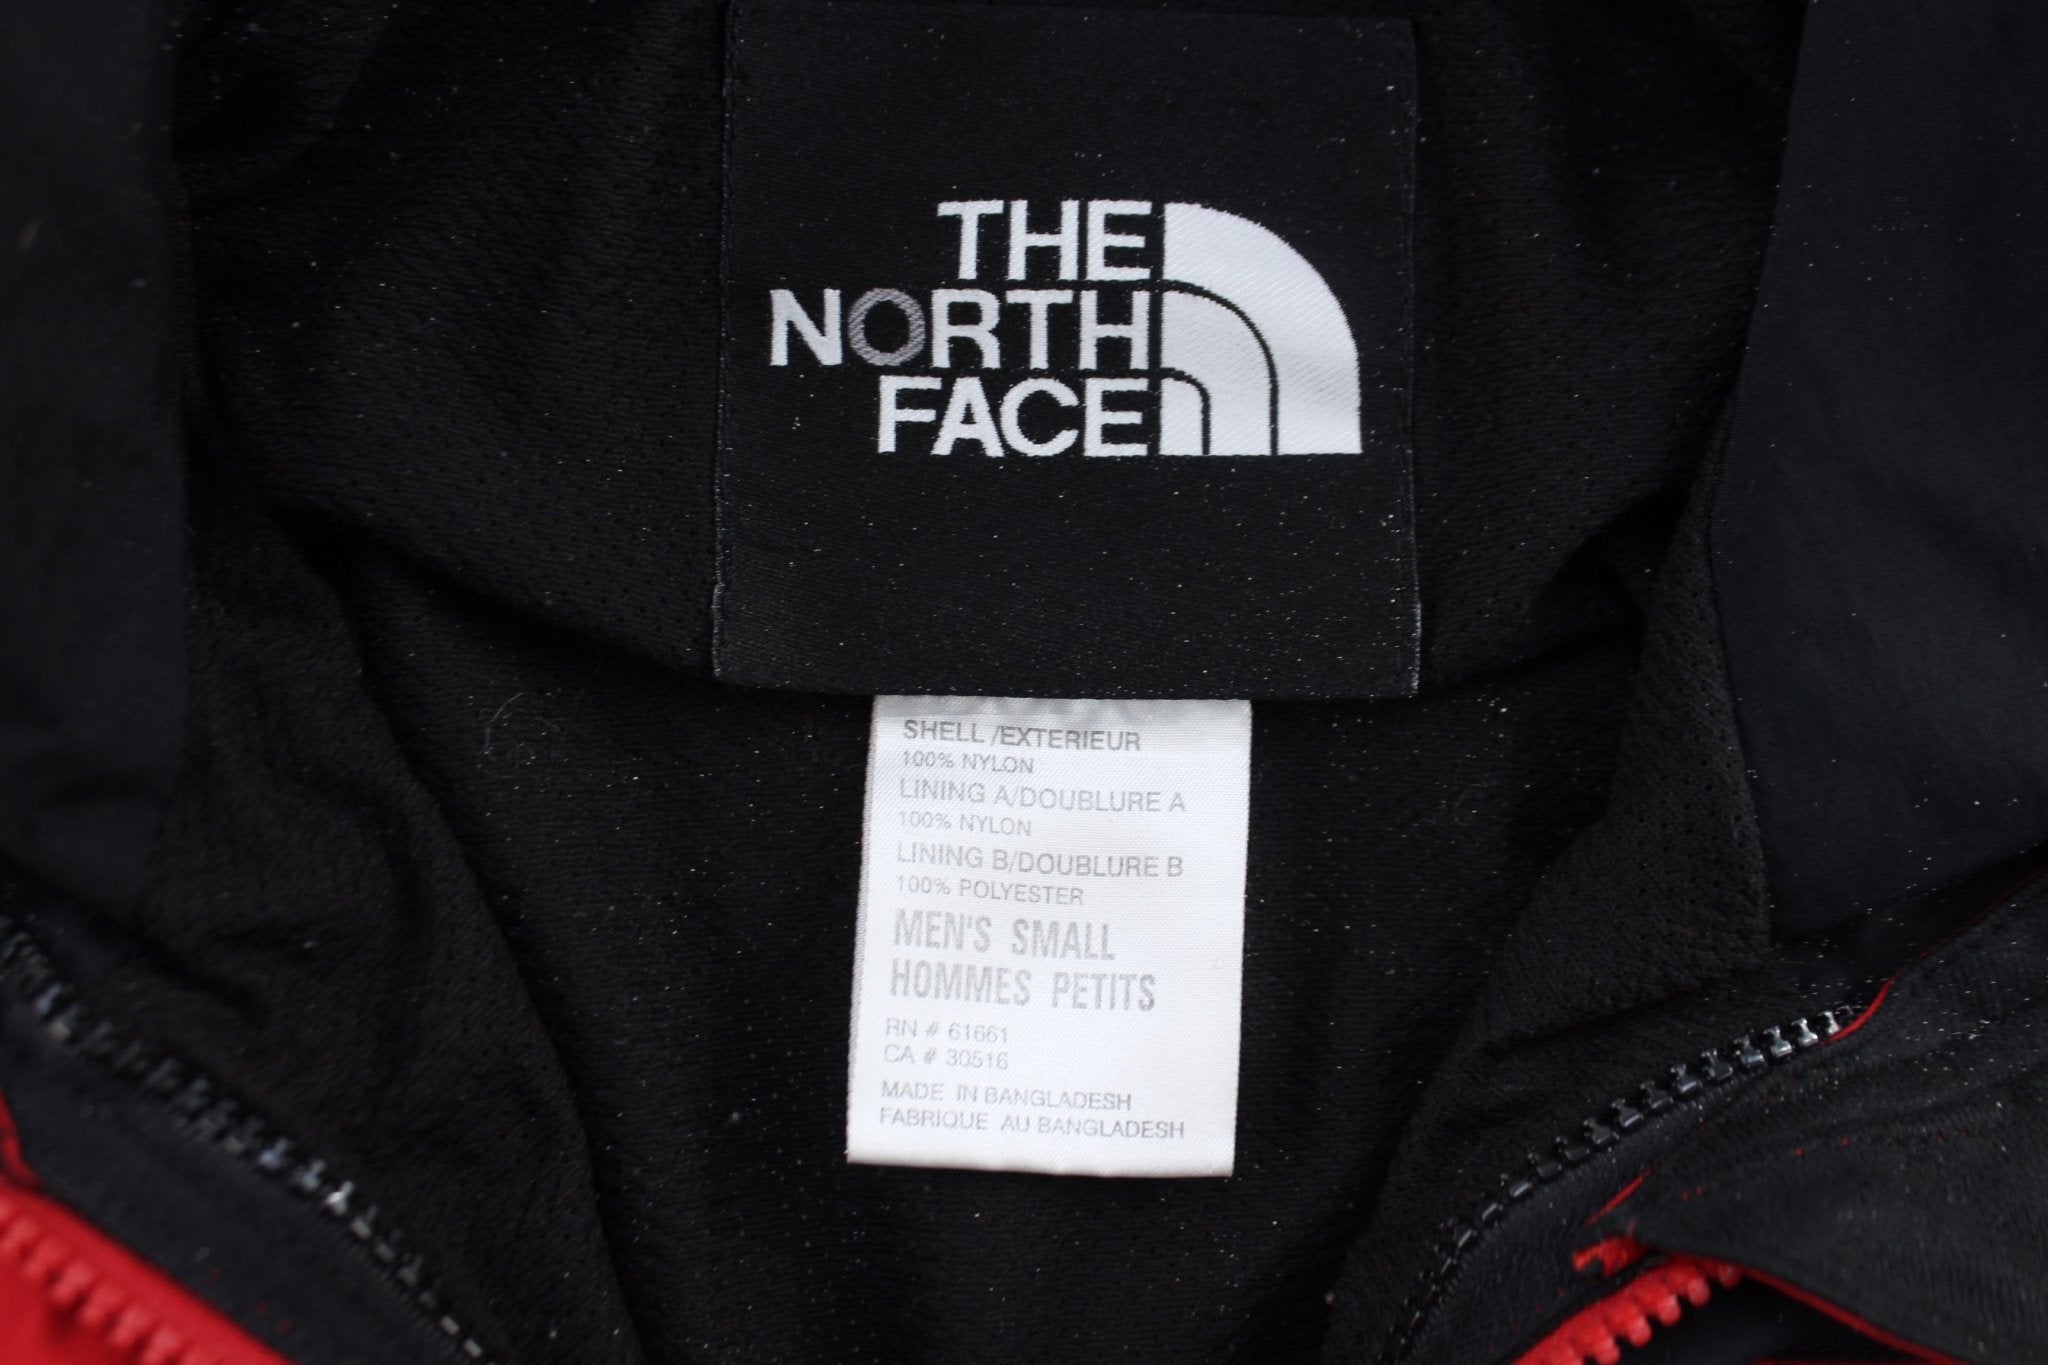 THE
NORTH
FACE
SHELL /EXTERIEUR
100% NYLON
LINING A/DOUBLURE A
100% NYLON
LINING B/DOUBLURE B
100% POLYESTER
MEN'S SMALL
HOMMES PETITS
RN # 61661
CA # 30516
MADE IN BANGLADESH
FABRIQUE AU BANGLADESH